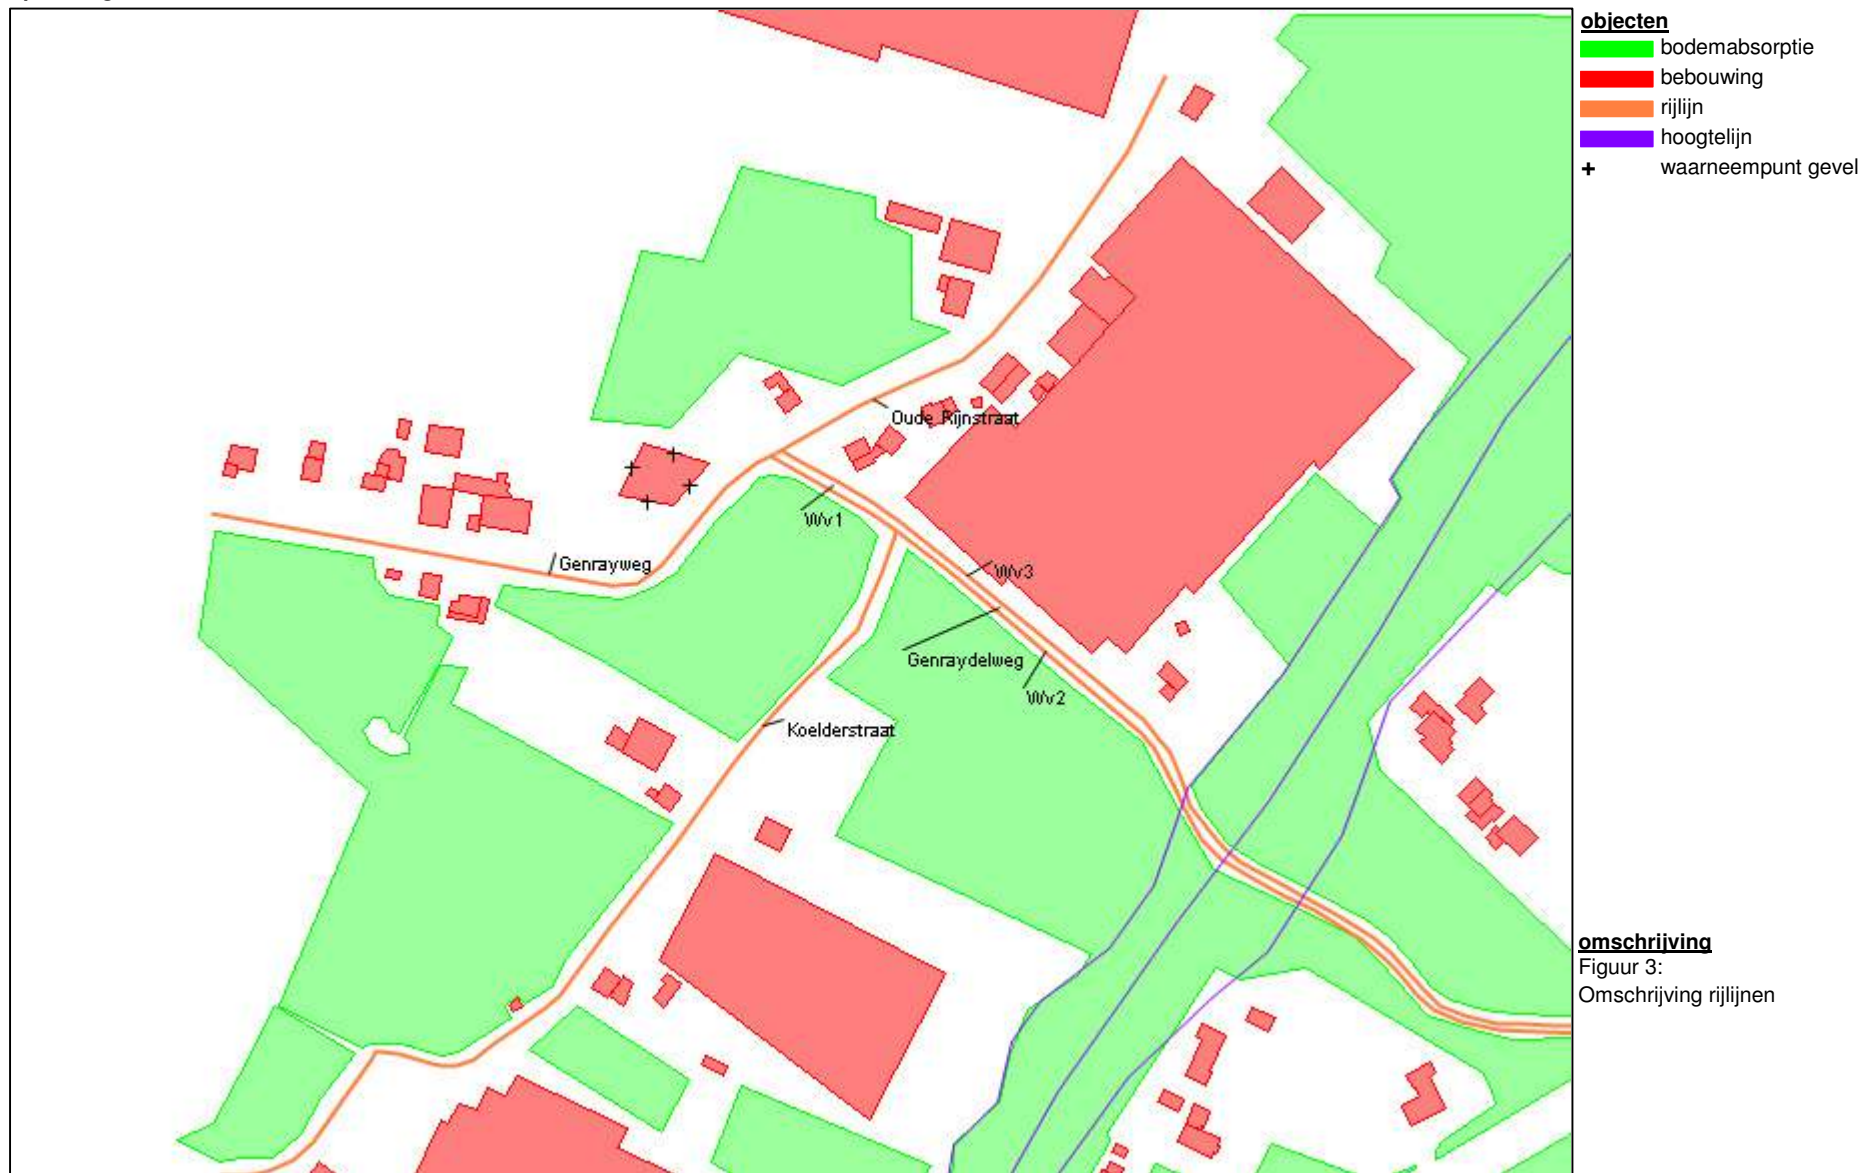 objecten
bodemabsorptie
bebouwing
rijlijn
hoogtelijn
waarneempunt gevel
Oude Rijnstraat
Wv1
Genrayweg
Wv3
Genraydelweg
Wv2
Koelderstraat
omschrijving
Figuur 3:
Omschrijving rijlijnen